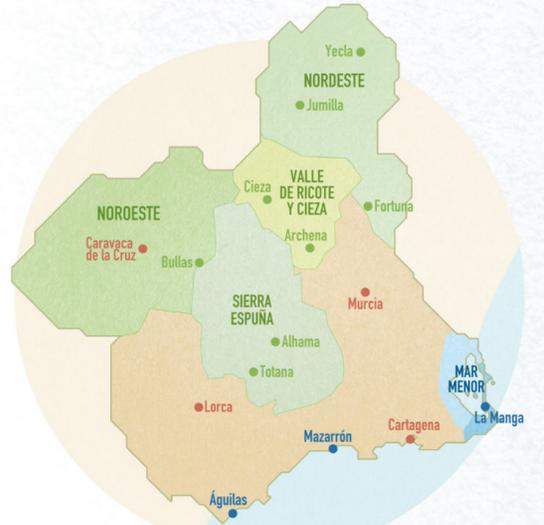 Yecla
NORDESTE
Jumilla
VALLE
DE RICOTE
Y CIEZA
Cieza
Fortuna
NOROESTE
Archena
Caravaca
de la Cruz
Bullas
SIERRA
ESPUÑA
Murcia
Alhama
Totana
MAR
MENOR
Lorca
La Manga
Cartagena
Mazarrón
Águilas